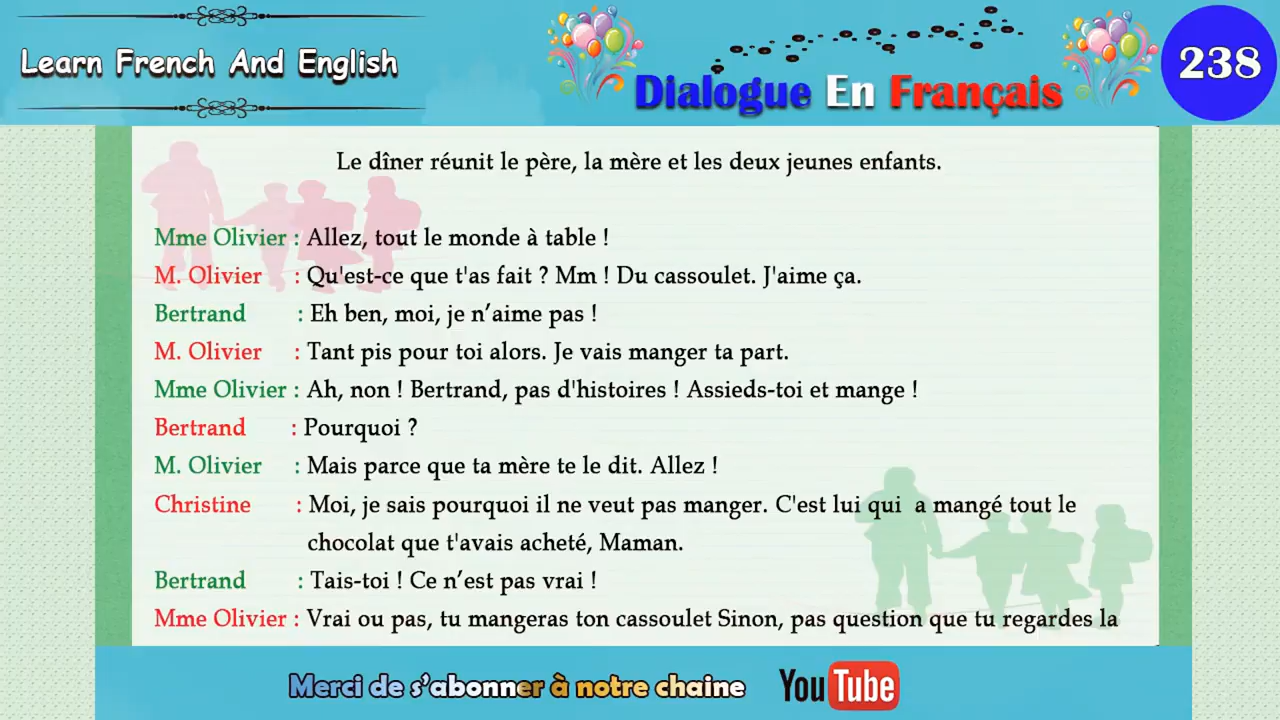 Learn French And English
Dialogue En Français
238
Le dîner réunit le père, la mère et les deux jeunes enfants.
Mme Olivier : Allez, tout le monde à table !
M. Olivier : Qu'est-ce que t'as fait ? Mm ! Du cassoulet. J'aime ça.
Bertrand : Eh ben, moi, je n’aime pas !
M. Olivier : Tant pis pour toi alors. Je vais manger ta part.
Mme Olivier : Ah, non ! Bertrand, pas d'histoires ! Assieds-toi et mange !
Bertrand : Pourquoi ?
M. Olivier : Mais parce que ta mère te le dit. Allez !
Christine : Moi, je sais pourquoi il ne veut pas manger. C'est lui qui a mangé tout le
chocolat que t'avais acheté, Maman.
Bertrand : Tais-toi ! Ce n’est pas vrai !
Mme Olivier : Vrai ou pas, tu mangeras ton cassoulet Sinon, pas question que tu regardes la
Merci de s’abonner à notre chaine
YouTube